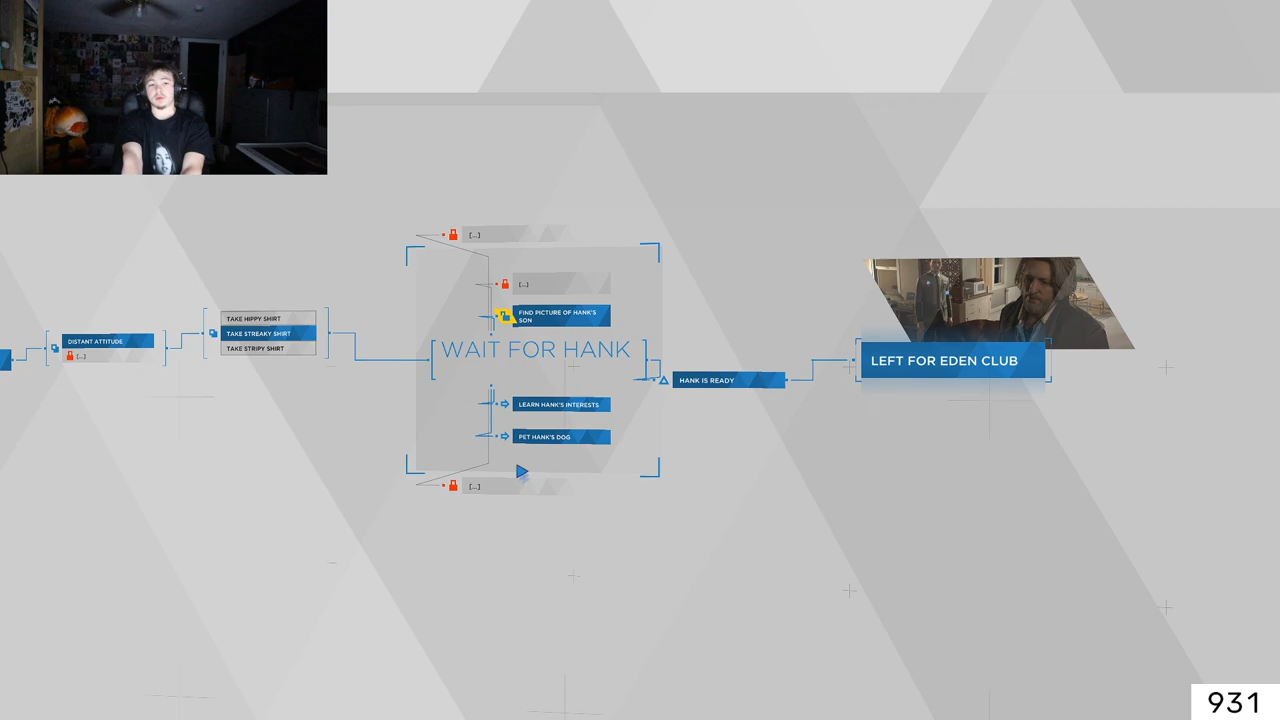 DISTANT ATTITUDE
[...]
TAKE HIPPY SHIRT
TAKE STREAKY SHIRT
TAKE STRIPY SHIRT
[...]
[...]
FIND PICTURE OF HANK'S
SON
WAIT FOR HANK
LEARN HANK'S INTERESTS
PET HANK'S DOG
[...]
HANK IS READY
LEFT FOR EDEN CLUB
931